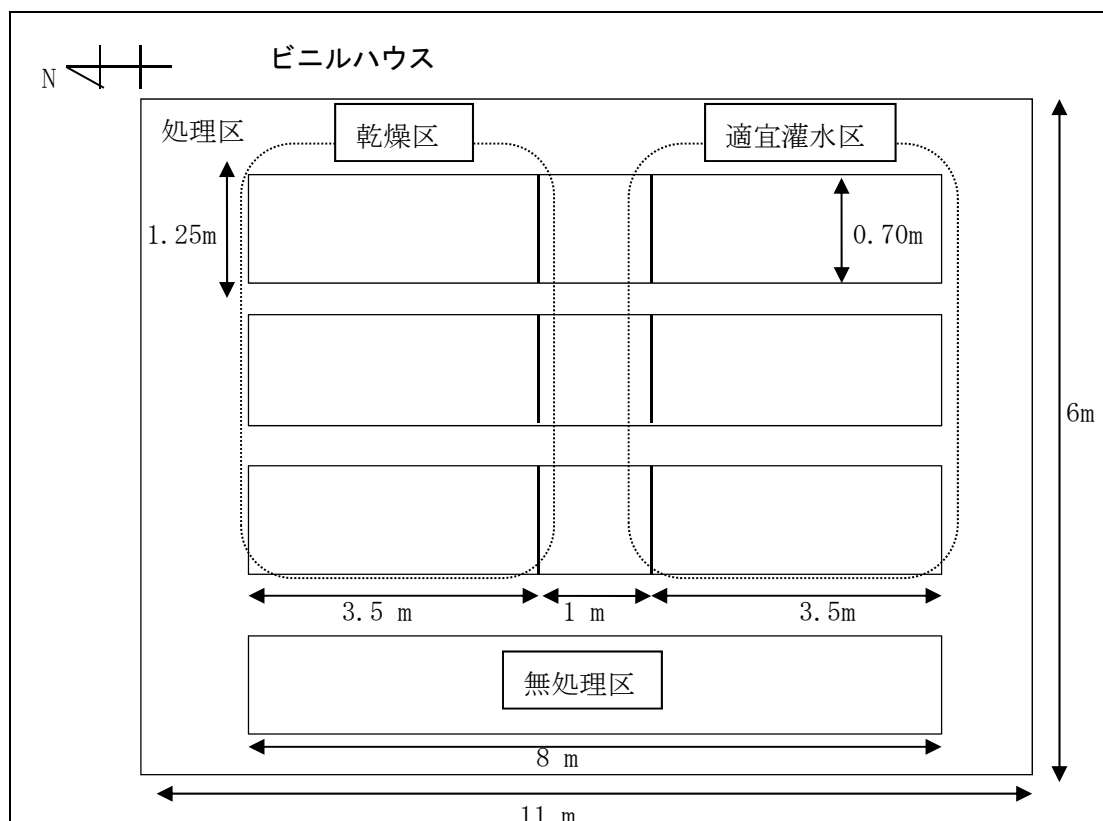 ビニルハウス
N
処理区
乾燥区
適宜灌水区
1.25m
0.70m
6m
3.5 m
1 m
3.5m
無処理区
8 m
11 m